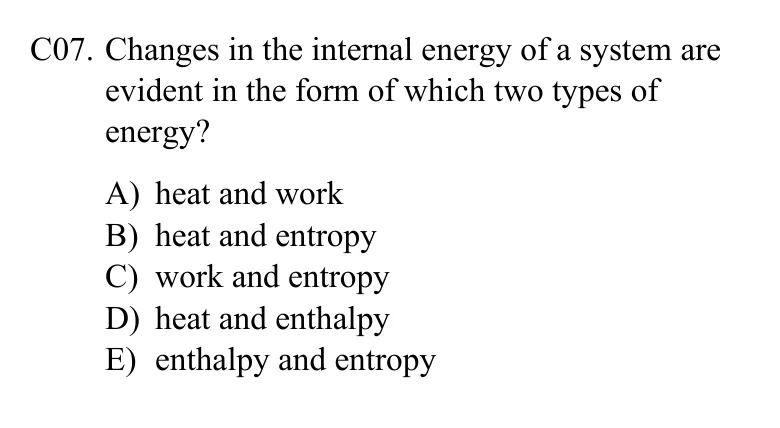 C07. Changes in the internal energy of a system are
evident in the form of which two types of
energy?
A) heat and work
B) heat and entropy
C) work and entropy
D) heat and enthalpy
E) enthalpy and entropy